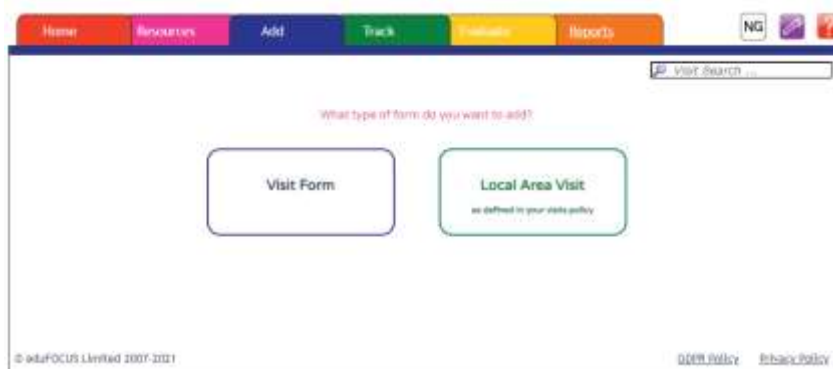 Home Resources Add Track Evaluate Reports NG ?
Visit Search ...
What type of form do you want to add?
Visit Form Local Area Visit
as defined in your visits policy
© eduFOCUS Limited 2007-2021 GDPR Policy Privacy Policy